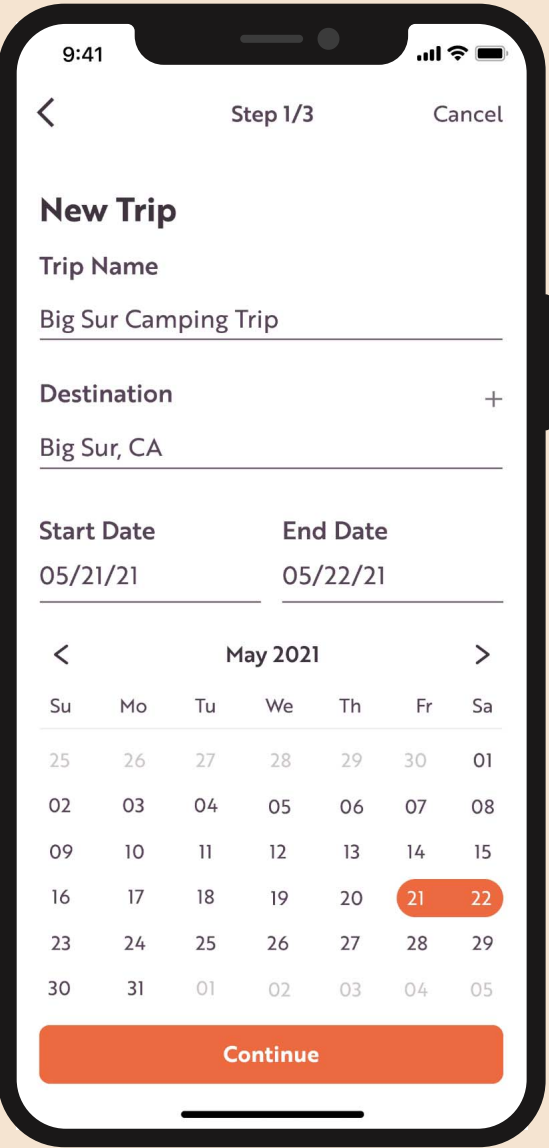 9:41
Step 1/3 Cancel
New Trip
Trip Name
Big Sur Camping Trip
Destination +
Big Sur, CA
Start Date End Date
05/21/21 05/22/21
< May 2021 >
Su Mo Tu We Th Fr Sa
25 26 27 28 29 30 01
02 03 04 05 06 07 08
09 10 11 12 13 14 15
16 17 18 19 20 21 22
23 24 25 26 27 28 29
30 31 01 02 03 04 05
Continue